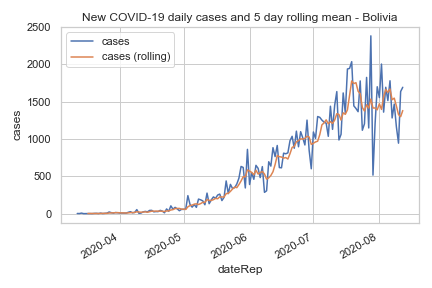 New COVID-19 daily cases and 5 day rolling mean - Bolivia
cases
cases (rolling)
2500
2000
1500
1000
500
0
cases
2020-04
2020-05
2020-06
2020-07
2020-08
dateRep